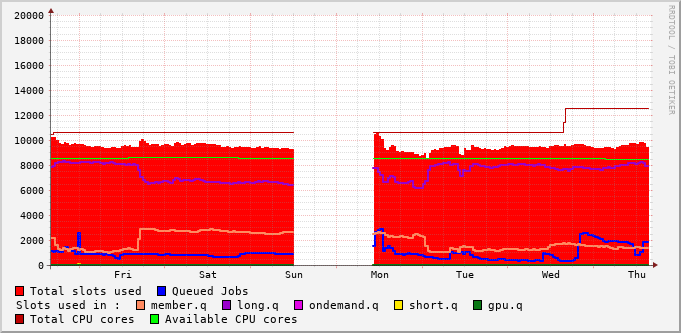 20000
18000
16000
14000
12000
10000
8000
6000
4000
2000
0
Fri Sat Sun Mon Tue Wed Thu
Total slots used Queued Jobs
Slots used in : member.q long.q ondemand.q short.q gpu.q
Total CPU cores Available CPU cores
RRDTOOL / TOBI OETIKER